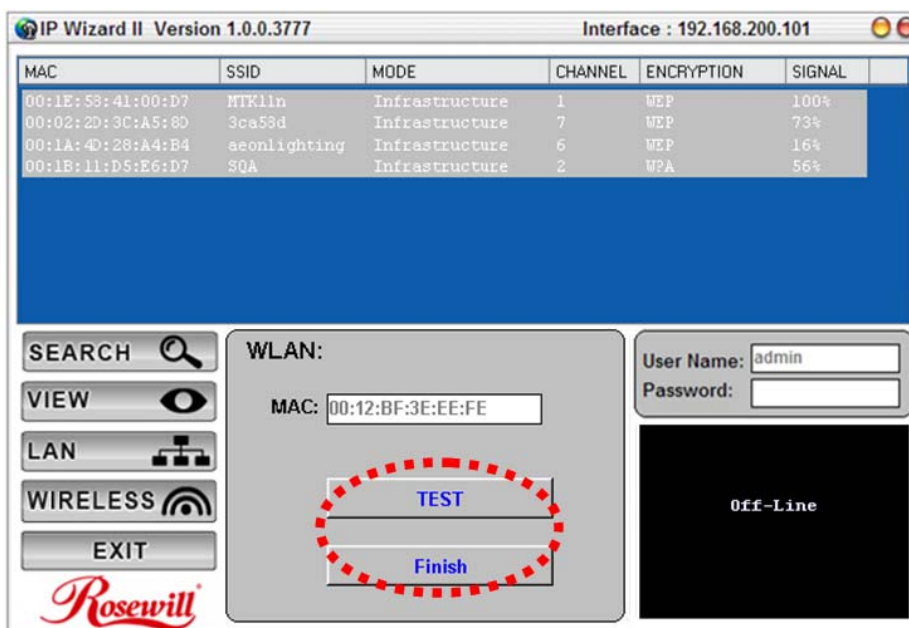 IP Wizard II Version 1.0.0.3777 Interface : 192.168.200.101
MAC SSID MODE CHANNEL ENCRYPTION SIGNAL
00:1E:58:41:00:D7 MTK11n Infrastructure 1 WEP 100%
00:02:2D:3C:A5:8D 3ca58d Infrastructure 7 WEP 73%
00:1A:4D:28:A4:B4 aeonlighting Infrastructure 6 WEP 16%
00:1B:11:D5:E6:D7 SQA Infrastructure 2 WPA 56%
SEARCH
VIEW
LAN
WIRELESS
EXIT
Rosewill
WLAN:
MAC: 00:12:BF:3E:EE:FE
TEST
Finish
User Name: admin
Password:
Off-Line